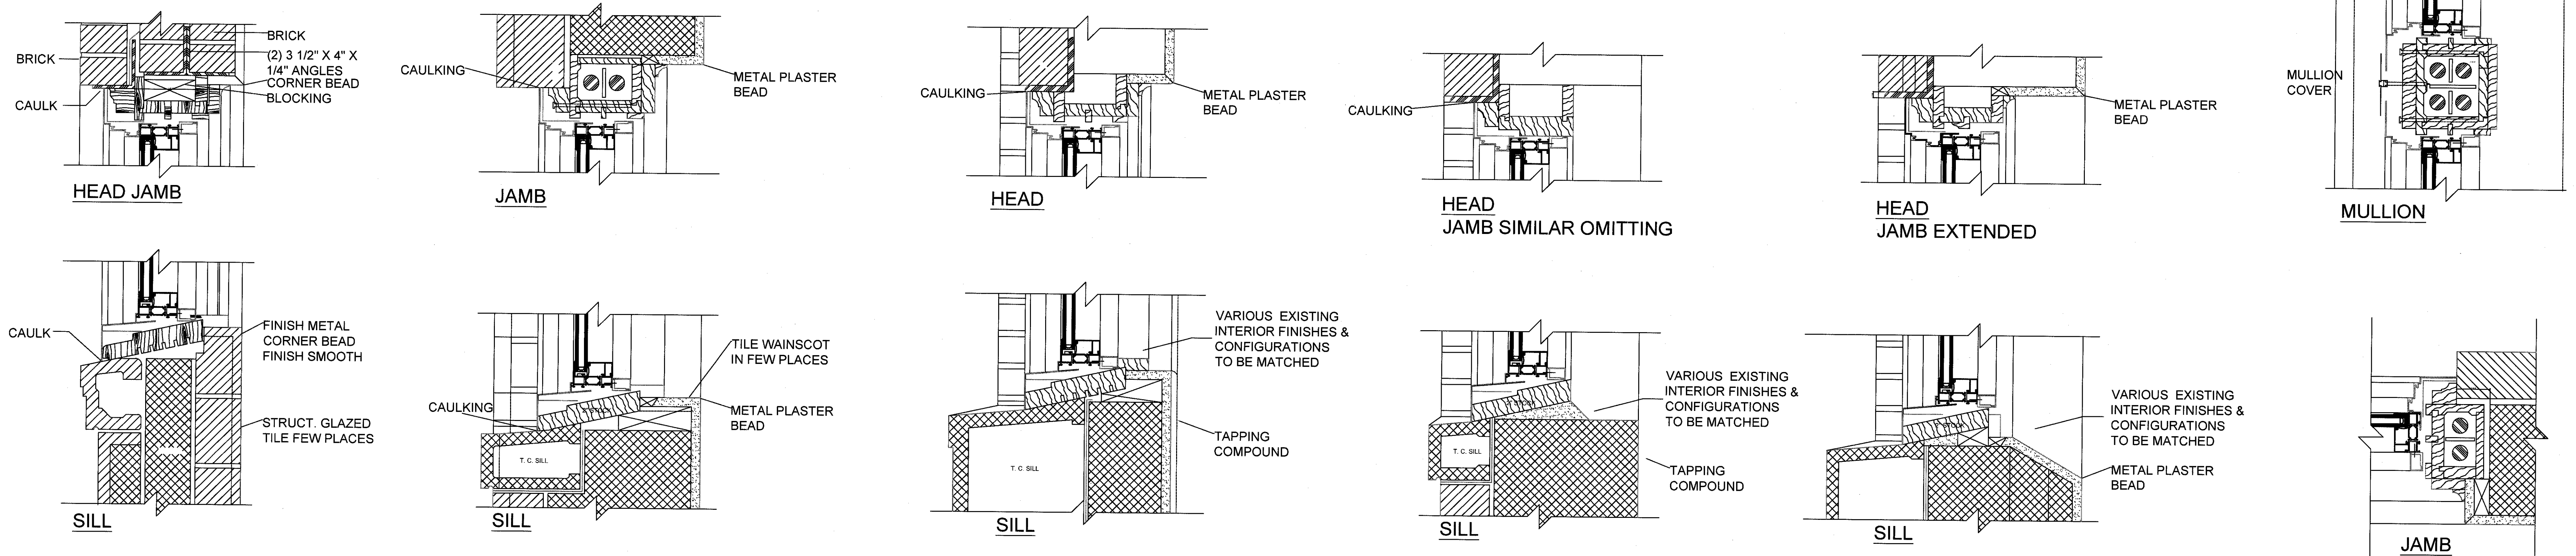 BRICK
BRICK
(2) 3 1/2" X 4" X
1/4" ANGLES
CORNER BEAD
BLOCKING
CAULK
HEAD JAMB
CAULKING
METAL PLASTER
BEAD
JAMB
CAULKING
METAL PLASTER
BEAD
HEAD
CAULKING
HEAD
JAMB SIMILAR OMITTING
METAL PLASTER
BEAD
HEAD
JAMB EXTENDED
MULLION
COVER
MULLION
CAULK
FINISH METAL
CORNER BEAD
FINISH SMOOTH
STRUCT. GLAZED
TILE FEW PLACES
SILL
TILE WAINSCOT
IN FEW PLACES
CAULKING
METAL PLASTER
BEAD
T. C. SILL
SILL
VARIOUS EXISTING
INTERIOR FINISHES &
CONFIGURATIONS
TO BE MATCHED
TAPPING
COMPOUND
T. C. SILL
SILL
VARIOUS EXISTING
INTERIOR FINISHES &
CONFIGURATIONS
TO BE MATCHED
T. C. SILL
TAPPING
COMPOUND
SILL
VARIOUS EXISTING
INTERIOR FINISHES &
CONFIGURATIONS
TO BE MATCHED
METAL PLASTER
BEAD
SILL
JAMB